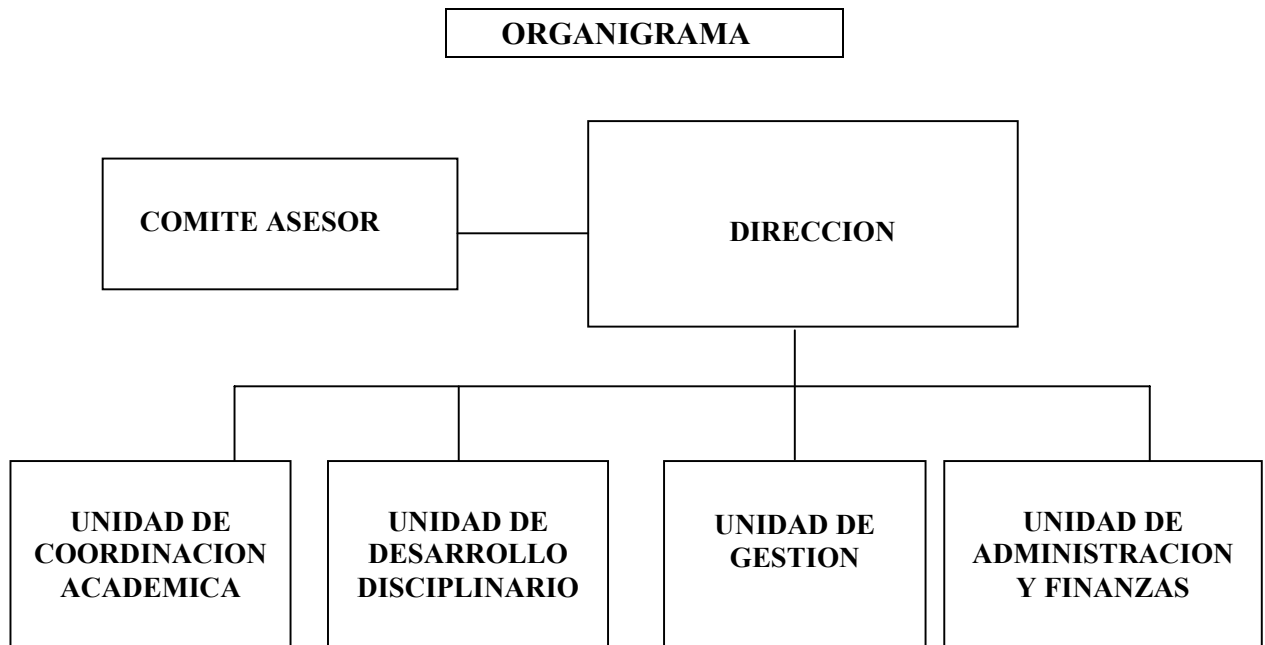 ORGANIGRAMA
COMITE ASESOR
DIRECCION
UNIDAD DE
COORDINACION
ACADEMICA
UNIDAD DE
DESARROLLO
DISCIPLINARIO
UNIDAD DE
GESTION
UNIDAD DE
ADMINISTRACION
Y FINANZAS